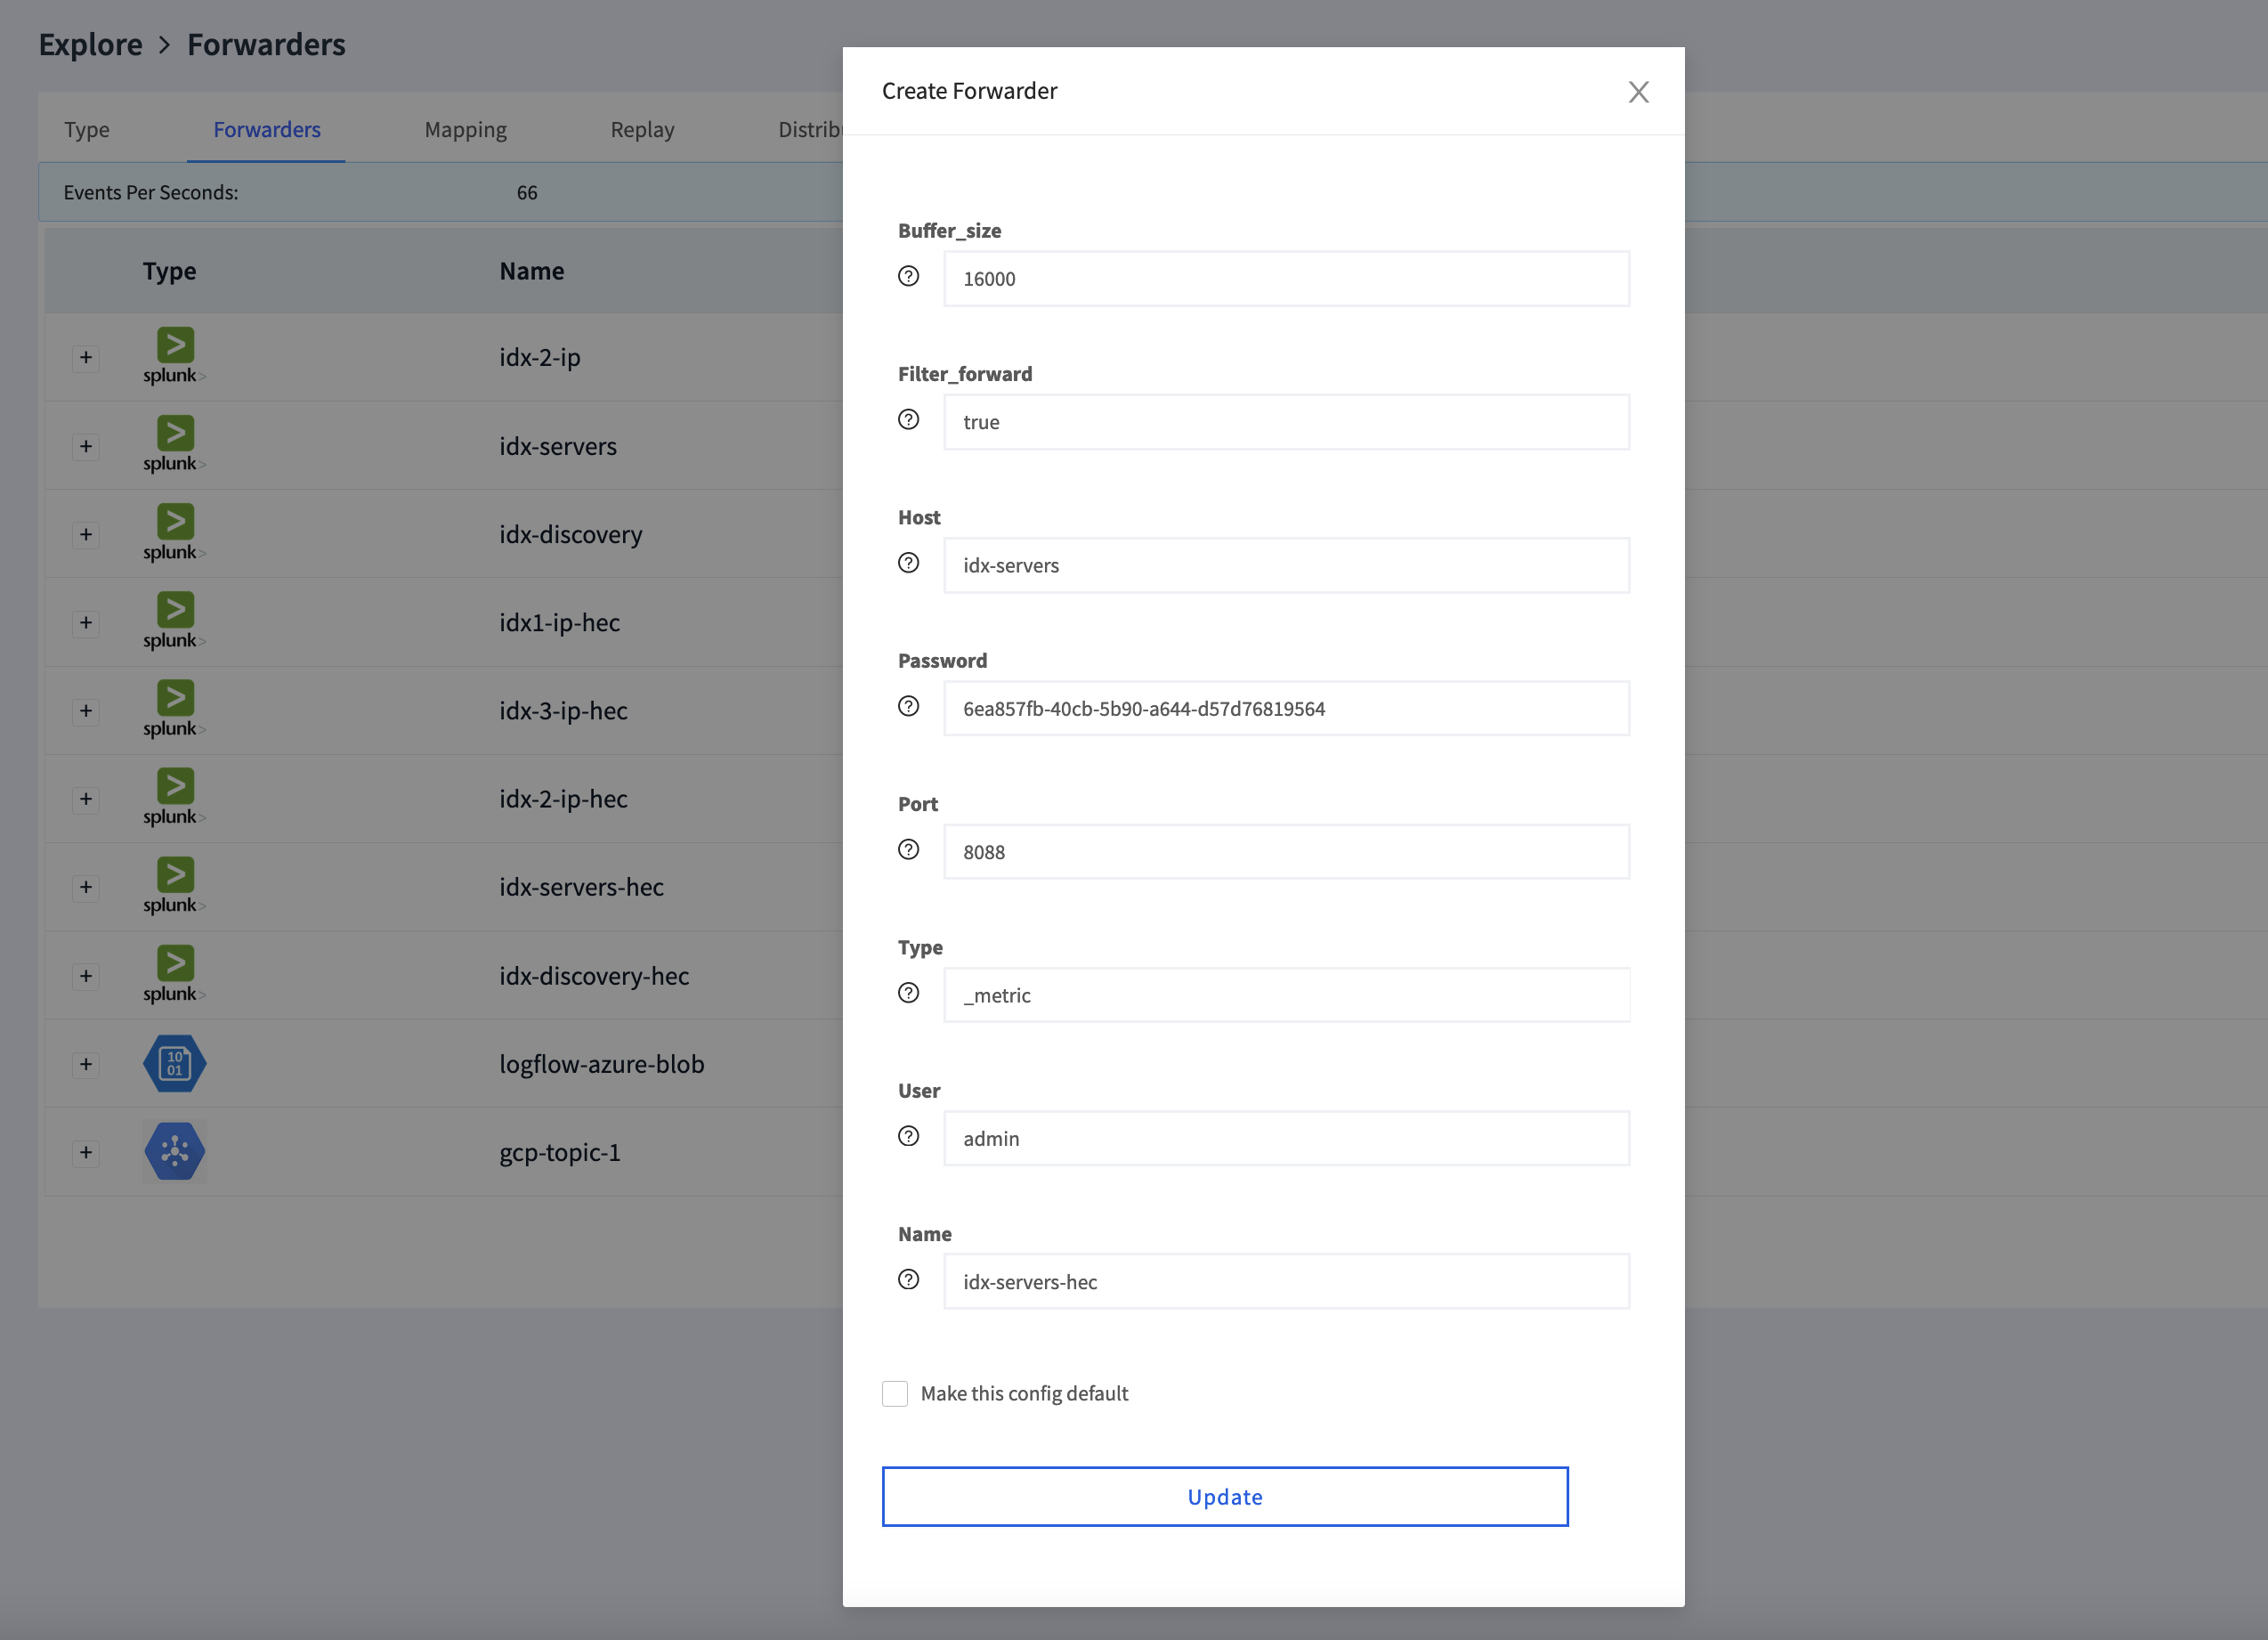 Explore > Forwarders
Type Forwarders Mapping Replay
Events Per Seconds: 66
Type Name
splunk> idx-2-ip
splunk> idx-servers
splunk> idx-discovery
splunk> idx1-ip-hec
splunk> idx-3-ip-hec
splunk> idx-2-ip-hec
splunk> idx-servers-hec
splunk> idx-discovery-hec
10
01
logflow-azure-blob
gcp-topic-1
Create Forwarder
Buffer_size
16000
Filter_forward
true
Host
idx-servers
Password
6ea857fb-40cb-5b90-a644-d57d76819564
Port
8088
Type
_metric
User
admin
Name
idx-servers-hec
Make this config default
Update